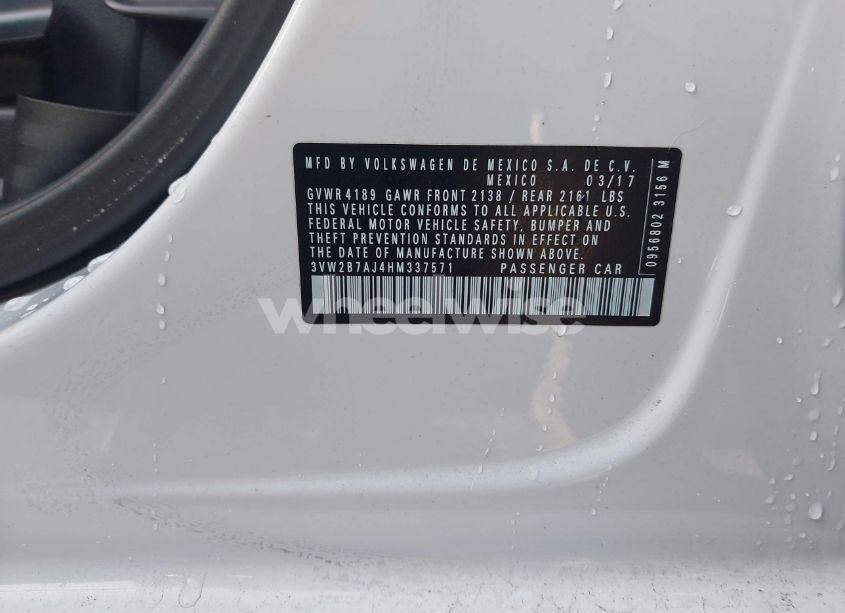 MFD BY VOLKSWAGEN DE MEXICO S.A. DE C.V.
MEXICO 03/17
GVWR 4189 GAWR FRONT 2138 / REAR 2161 LBS
THIS VEHICLE CONFORMS TO ALL APPLICABLE U.S.
FEDERAL MOTOR VEHICLE SAFETY, BUMPER AND
THEFT PREVENTION STANDARDS IN EFFECT ON
THE DATE OF MANUFACTURE SHOWN ABOVE.
3VW2B7AJ4HM337571 PASSENGER CAR
0956802 3156 M
wheelwise